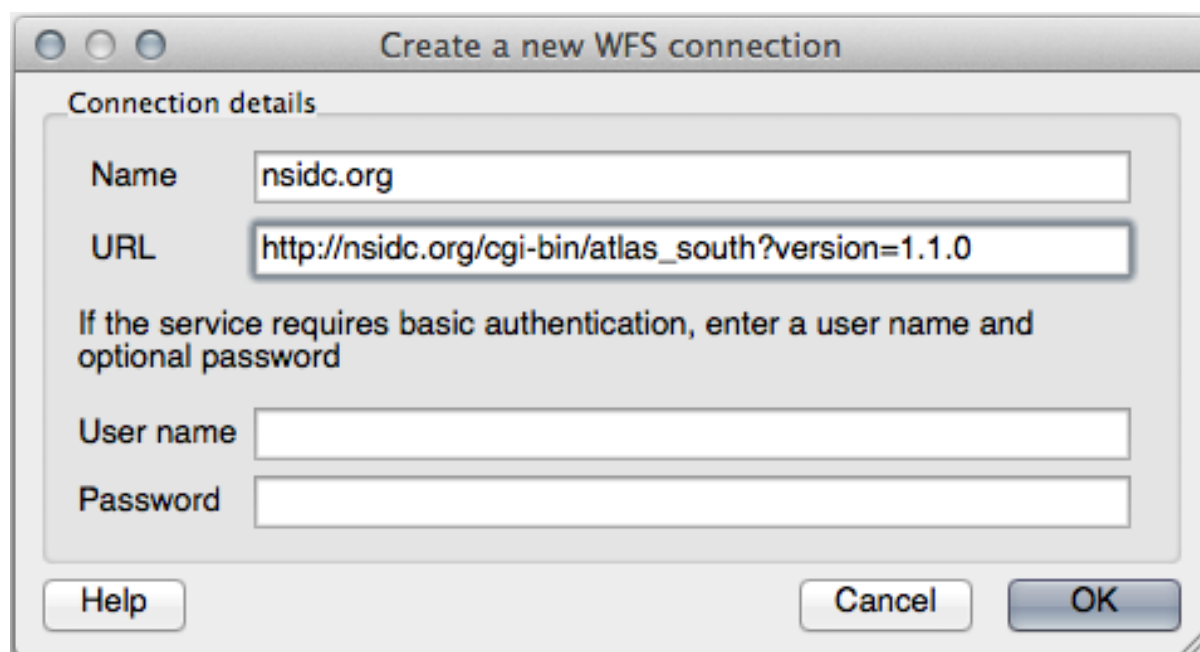 Create a new WFS connection
Connection details
Name nsidc.org
URL http://nsidc.org/cgi-bin/atlas_south?version=1.1.0
If the service requires basic authentication, enter a user name and
optional password
User name
Password
Help Cancel OK